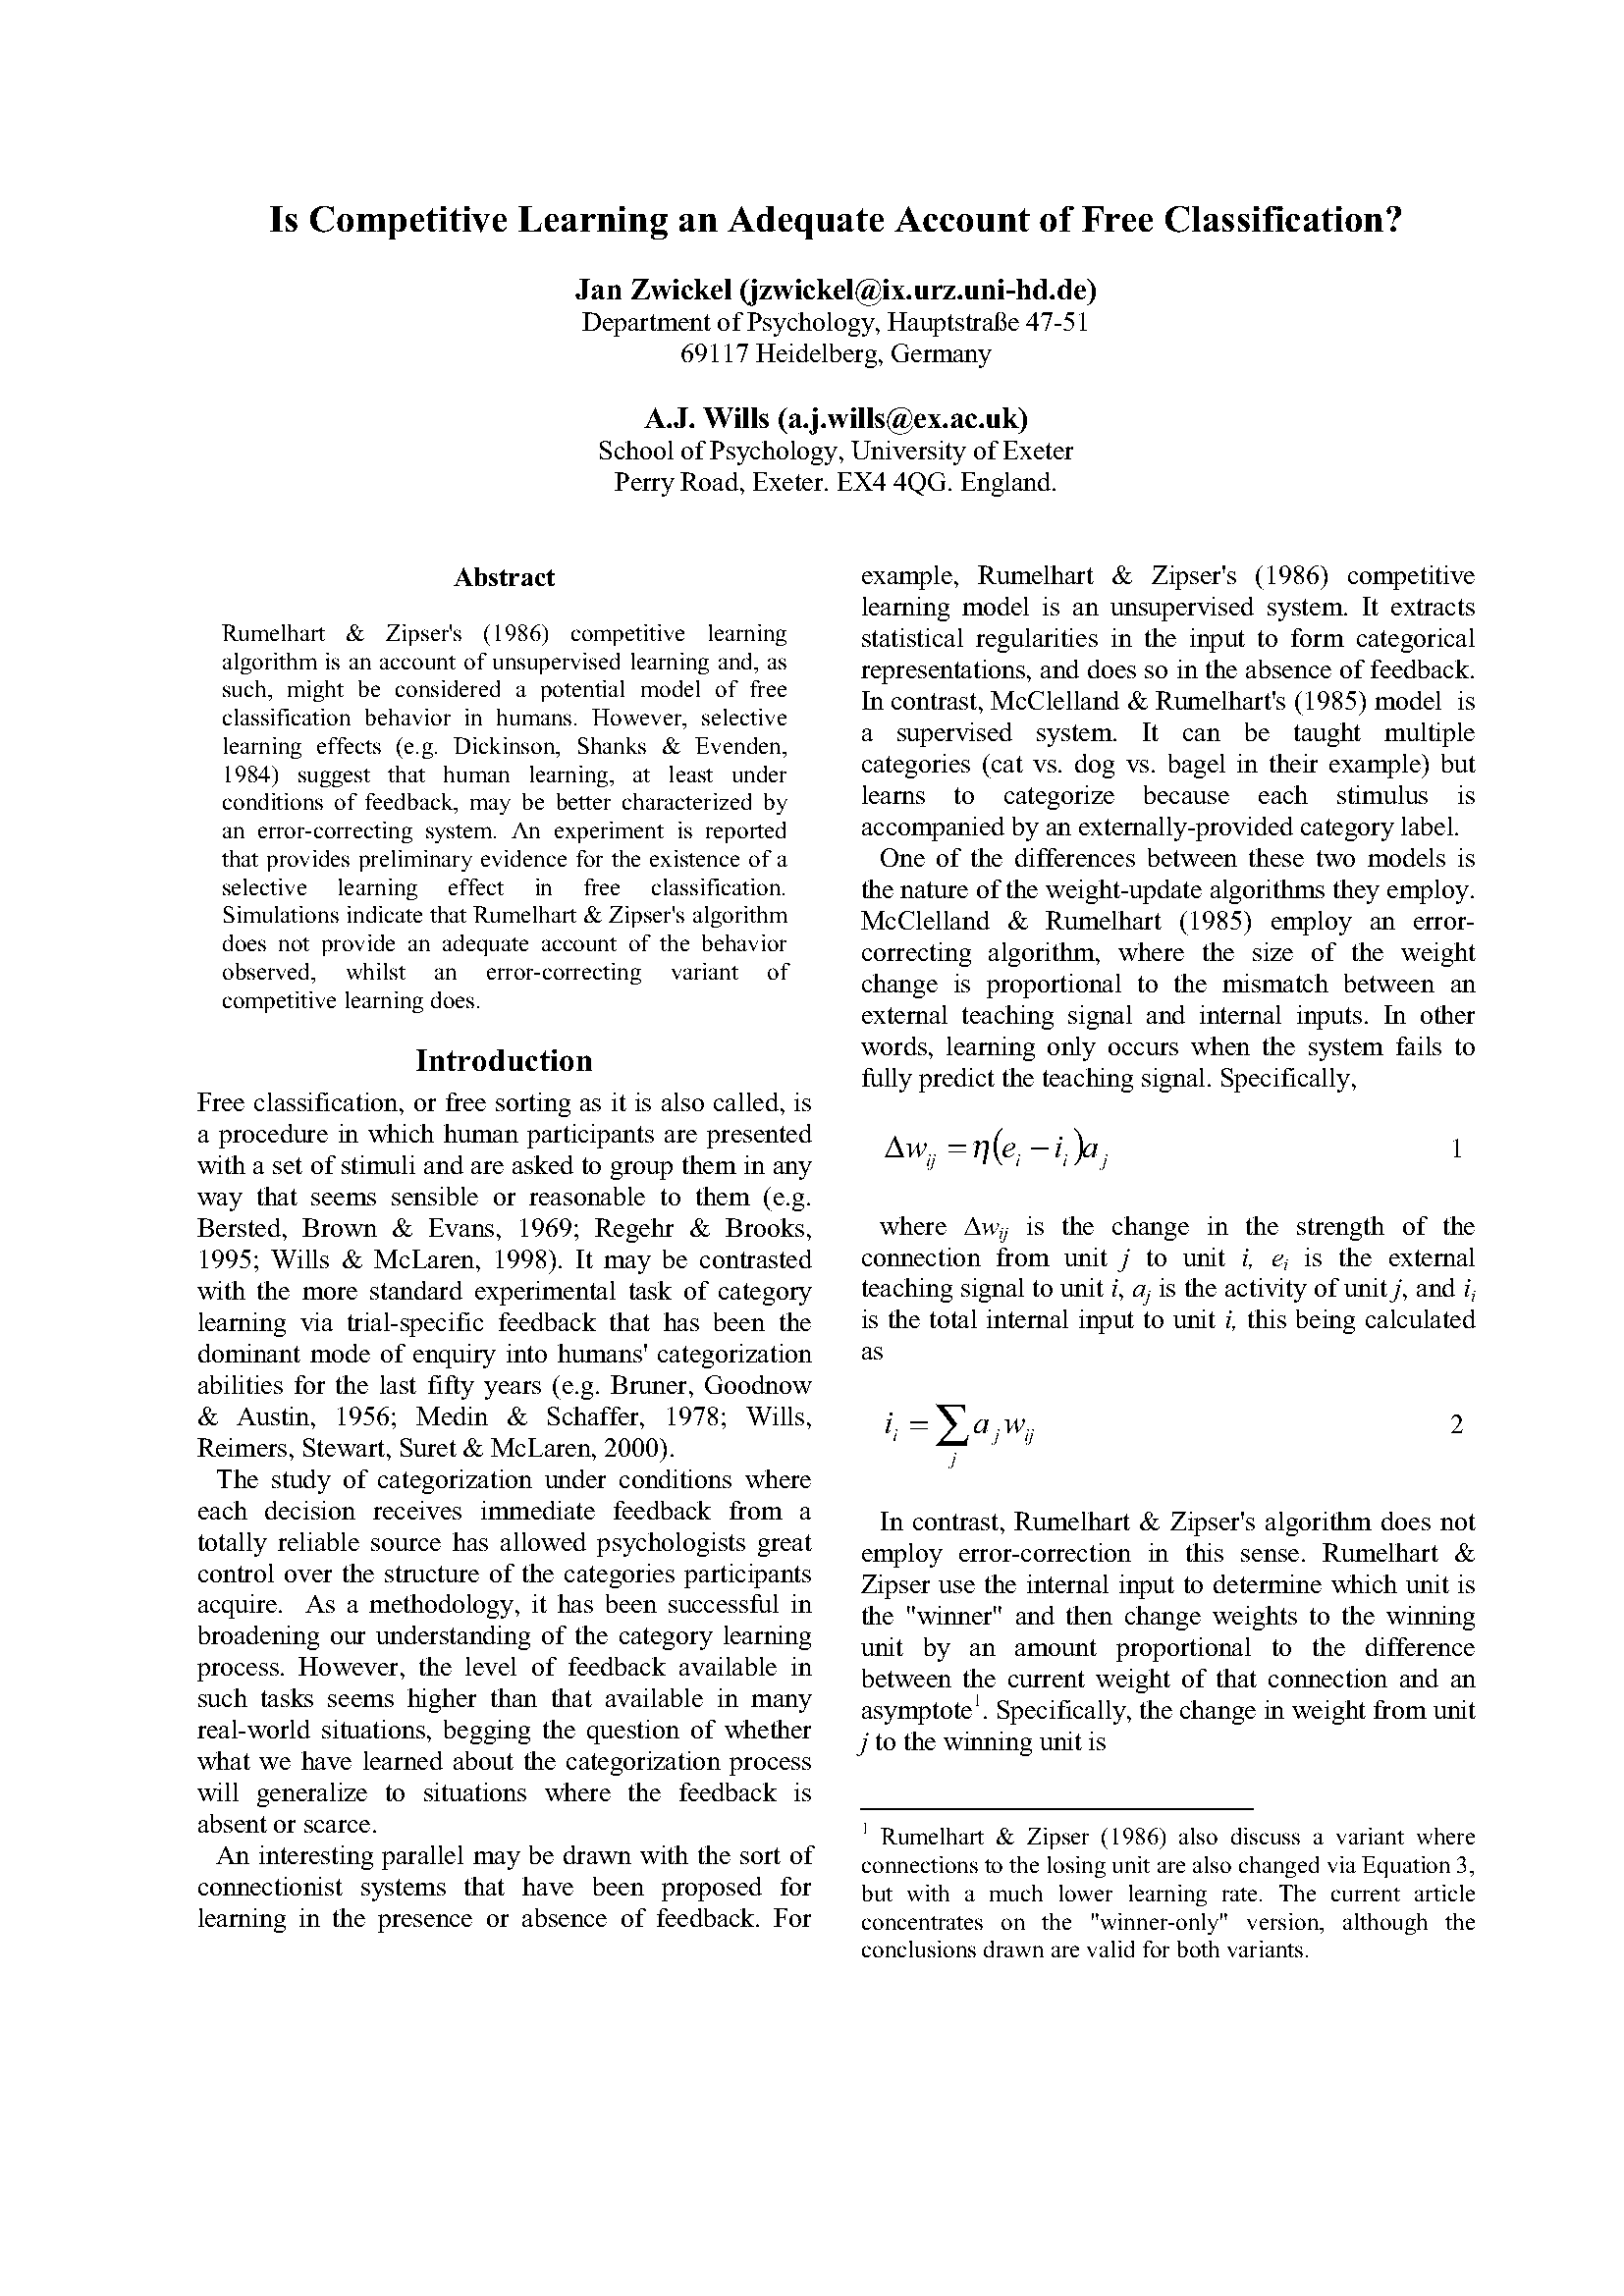 Is Competitive Learning an Adequate Account of Free Classification?
Jan Zwickel (jzwickel@ix.urz.uni-hd.de)
Department of Psychology, Hauptstraße 47-51
69117 Heidelberg, Germany
A.J. Wills (a.j.wills@ex.ac.uk)
School of Psychology, University of Exeter
Perry Road, Exeter. EX4 4QG. England.
Abstract
Rumelhart & Zipser's (1986) competitive learning
algorithm is an account of unsupervised learning and, as
such, might be considered a potential model of free
classification behavior in humans. However, selective
learning effects (e.g. Dickinson, Shanks & Evenden,
1984) suggest that human learning, at least under
conditions of feedback, may be better characterized by
an error-correcting system. An experiment is reported
that provides preliminary evidence for the existence of a
selective learning effect in free classification.
Simulations indicate that Rumelhart & Zipser's algorithm
does not provide an adequate account of the behavior
observed, whilst an error-correcting variant of
competitive learning does.
Introduction
Free classification, or free sorting as it is also called, is
a procedure in which human participants are presented
with a set of stimuli and are asked to group them in any
way that seems sensible or reasonable to them (e.g.
Bersted, Brown & Evans, 1969; Regehr & Brooks,
1995; Wills & McLaren, 1998). It may be contrasted
with the more standard experimental task of category
learning via trial-specific feedback that has been the
dominant mode of enquiry into humans' categorization
abilities for the last fifty years (e.g. Bruner, Goodnow
& Austin, 1956; Medin & Schaffer, 1978; Wills,
Reimers, Stewart, Suret & McLaren, 2000).
The study of categorization under conditions where
each decision receives immediate feedback from a
totally reliable source has allowed psychologists great
control over the structure of the categories participants
acquire. As a methodology, it has been successful in
broadening our understanding of the category learning
process. However, the level of feedback available in
such tasks seems higher than that available in many
real-world situations, begging the question of whether
what we have learned about the categorization process
will generalize to situations where the feedback is
absent or scarce.
An interesting parallel may be drawn with the sort of
connectionist systems that have been proposed for
learning in the presence or absence of feedback. For
example, Rumelhart & Zipser's (1986) competitive
learning model is an unsupervised system. It extracts
statistical regularities in the input to form categorical
representations, and does so in the absence of feedback.
In contrast, McClelland & Rumelhart's (1985) model is
a supervised system. It can be taught multiple
categories (cat vs. dog vs. bagel in their example) but
learns to categorize because each stimulus is
accompanied by an externally-provided category label.
One of the differences between these two models is
the nature of the weight-update algorithms they employ.
McClelland & Rumelhart (1985) employ an error-
correcting algorithm, where the size of the weight
change is proportional to the mismatch between an
external teaching signal and internal inputs. In other
words, learning only occurs when the system fails to
fully predict the teaching signal. Specifically,
Δw_ij = η(e_i − i_i)a_j 1
where Δw_ij is the change in the strength of the
connection from unit j to unit i, e_i is the external
teaching signal to unit i, a_j is the activity of unit j, and i_i
is the total internal input to unit i, this being calculated
as
i_i = ∑_j a_j w_ij 2
In contrast, Rumelhart & Zipser's algorithm does not
employ error-correction in this sense. Rumelhart &
Zipser use the internal input to determine which unit is
the "winner" and then change weights to the winning
unit by an amount proportional to the difference
between the current weight of that connection and an
asymptote¹. Specifically, the change in weight from unit
j to the winning unit is
¹ Rumelhart & Zipser (1986) also discuss a variant where
connections to the losing unit are also changed via Equation 3,
but with a much lower learning rate. The current article
concentrates on the "winner-only" version, although the
conclusions drawn are valid for both variants.